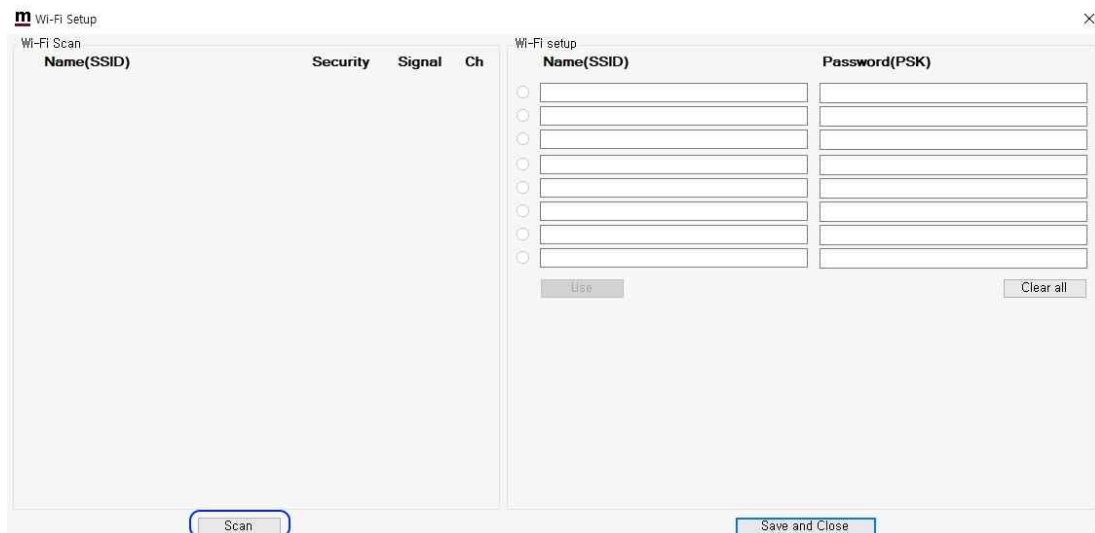 m Wi-Fi Setup
Wi-Fi Scan
Name(SSID) Security Signal Ch
Wi-Fi setup
Name(SSID) Password(PSK)
Use
Clear all
Scan
Save and Close